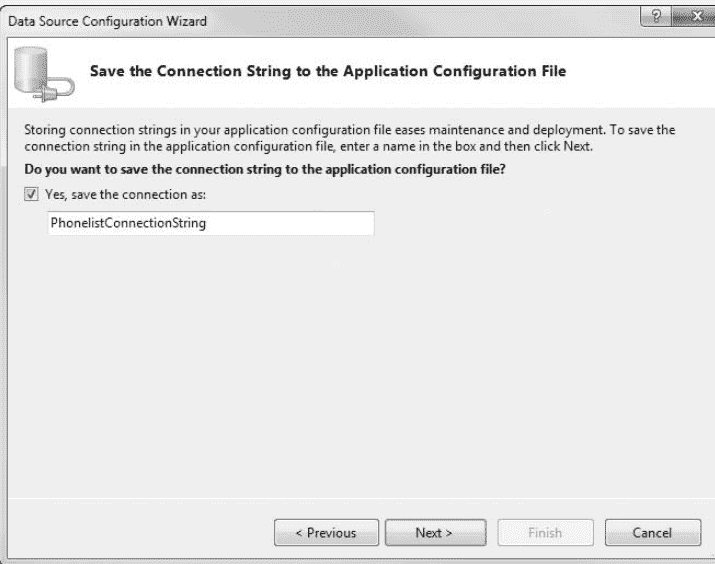 Data Source Configuration Wizard
Save the Connection String to the Application Configuration File
Storing connection strings in your application configuration file eases maintenance and deployment. To save the
connection string in the application configuration file, enter a name in the box and then click Next.
Do you want to save the connection string to the application configuration file?
Yes, save the connection as:
PhonelistConnectionString
< Previous
Next >
Finish
Cancel